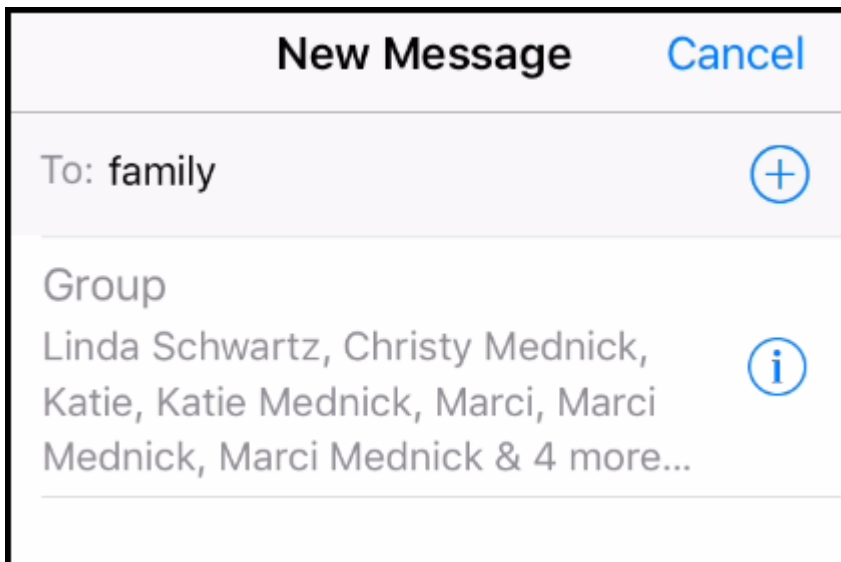 New Message Cancel
To: family
Group
Linda Schwartz, Christy Mednick,
Katie, Katie Mednick, Marci, Marci
Mednick, Marci Mednick & 4 more...